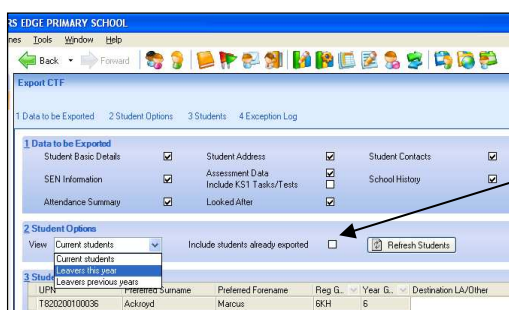 RS EDGE PRIMARY SCHOOL
Tools Window Help
Back Forward
Export CTF
1 Data to be Exported 2 Student Options 3 Students 4 Exception Log
1 Data to be Exported
Student Basic Details Student Address Student Contacts
SEN Information Assessment Data School History
Include KS1 Tasks/Tests
Attendance Summary Looked After
2 Student Options
View Current students Include students already exported Refresh Students
Current students
Leavers this year
Leavers previous years
3 Stude
UPN Preferred Surname Preferred Forename Reg G.. Year G.. Destination LA/Other
T820200100036 Ackroyd Marcus 6KH 6